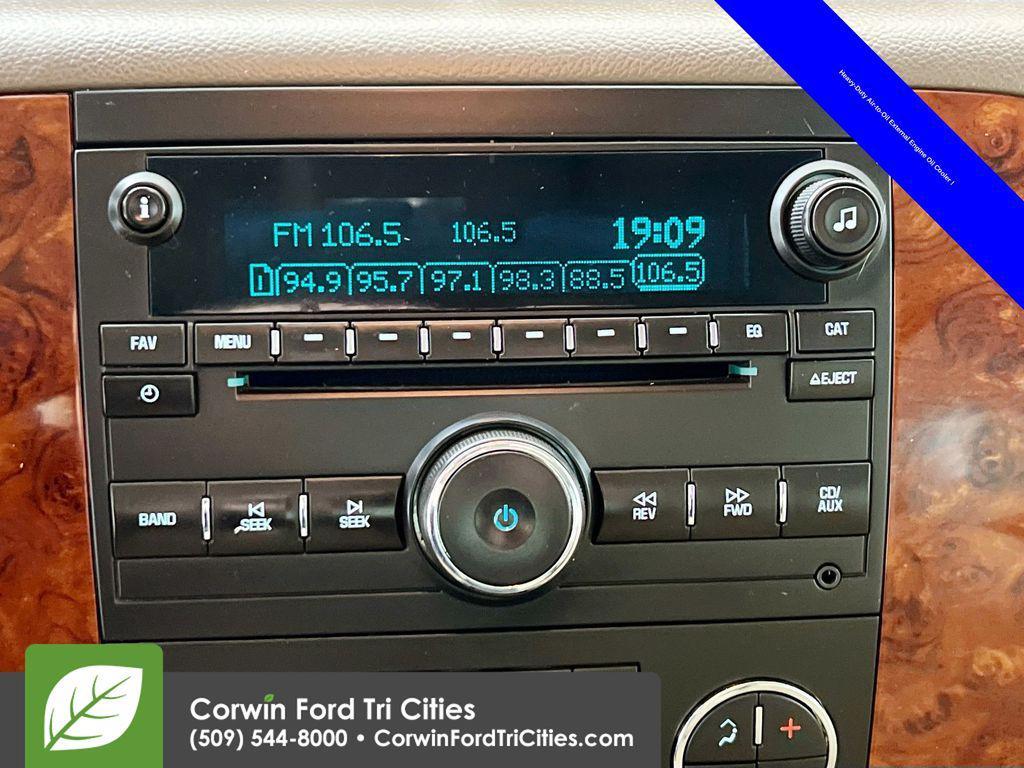 Heavy-Duty Air-to-Oil External Engine Oil Cooler !
i
FM 106.5 106.5 19:09
1 94.9 95.7 97.1 98.3 88.5 106.5
FAV MENU EQ CAT
EJECT
BAND SEEK SEEK REV FWD CD/
AUX
Corwin Ford Tri Cities
(509) 544-8000 • CorwinFordTriCities.com